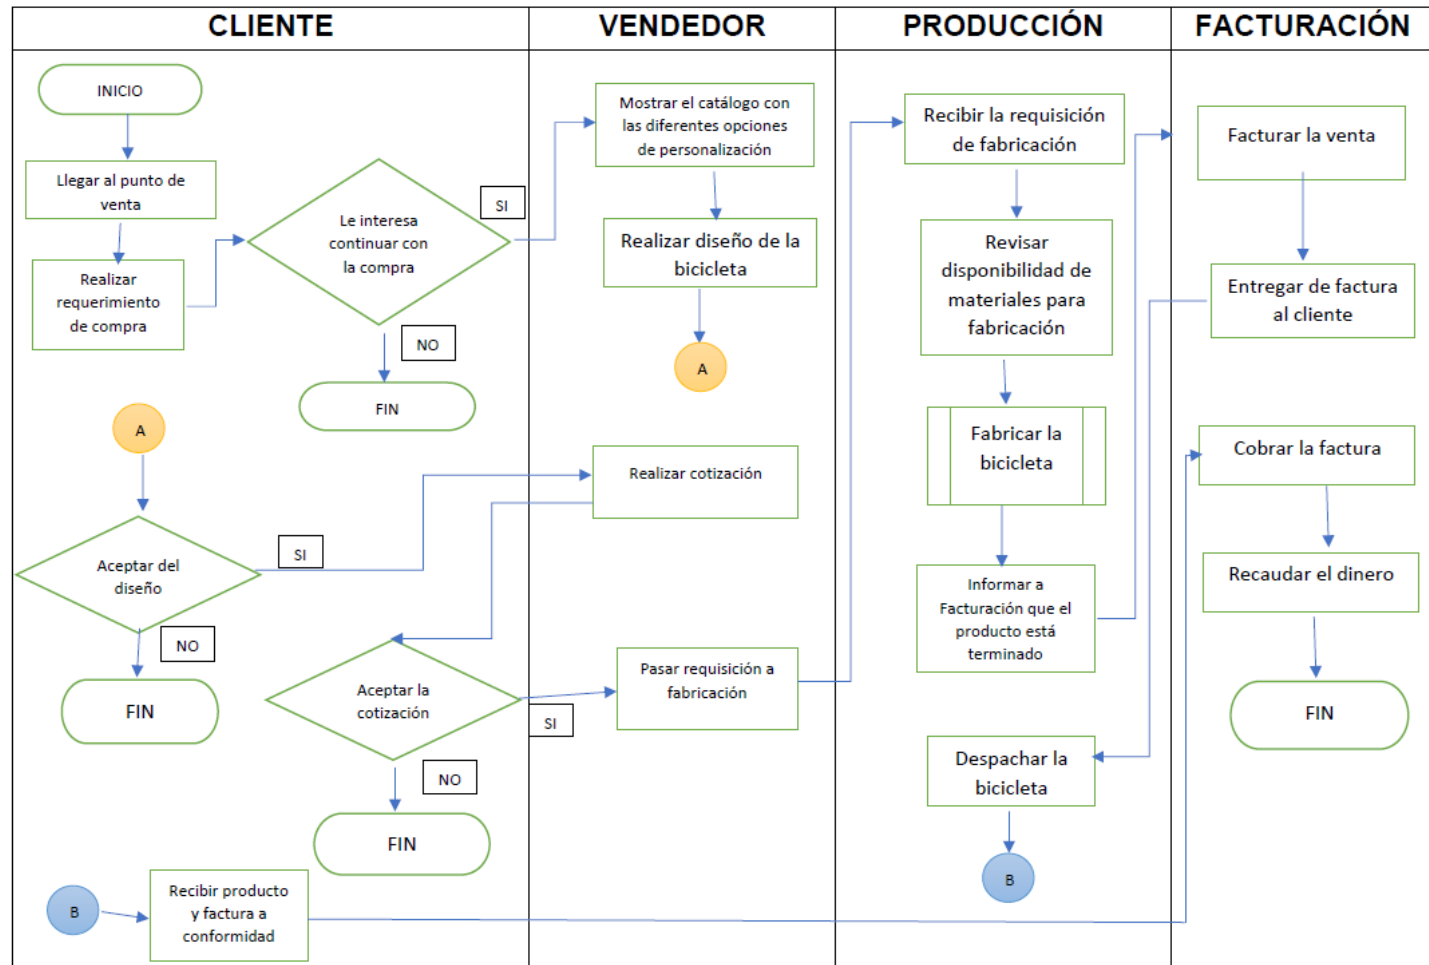 CLIENTE
VENDEDOR
PRODUCCIÓN
FACTURACIÓN
INICIO
Llegar al punto de
venta
Realizar
requerimiento
de compra
Le interesa
continuar con
la compra
SI
NO
FIN
Mostrar el catálogo con
las diferentes opciones
de personalización
Realizar diseño de la
bicicleta
A
A
Aceptar del
diseño
SI
NO
FIN
Realizar cotización
Aceptar la
cotización
SI
NO
FIN
Pasar requisición a
fabricación
Recibir la requisición
de fabricación
Revisar
disponibilidad de
materiales para
fabricación
Fabricar la
bicicleta
Informar a
Facturación que el
producto está
terminado
Facturar la venta
Entregar de factura
al cliente
Despachar la
bicicleta
B
B
Recibir producto
y factura a
conformidad
Cobrar la factura
Recaudar el dinero
FIN